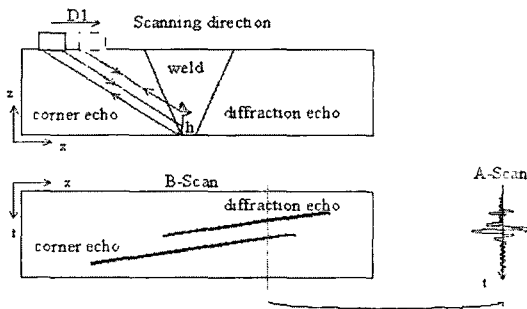 D1 Scanning direction
weld
z
corner echo
diffraction echo
h
x
x
B-Scan
A-Scan
diffraction echo
t
corner echo
t